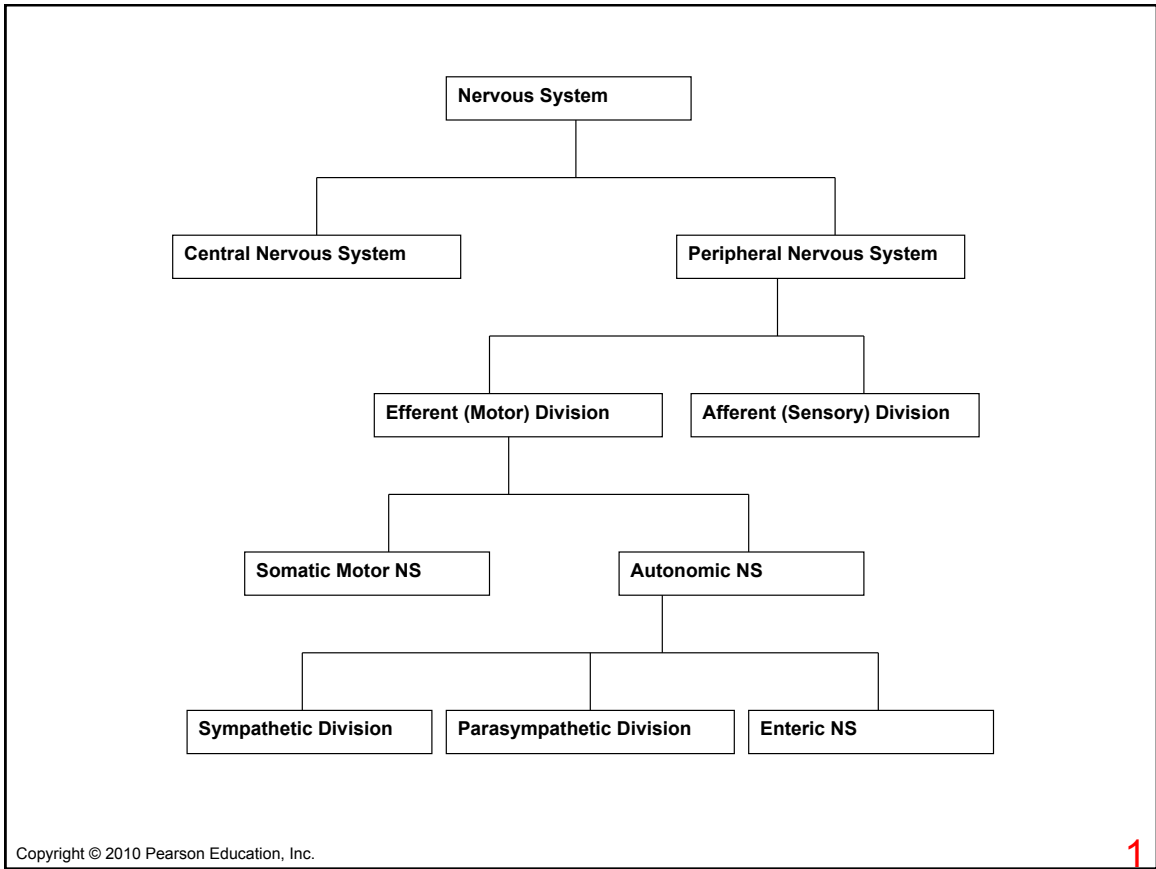 Nervous System
Central Nervous System
Peripheral Nervous System
Efferent (Motor) Division
Afferent (Sensory) Division
Somatic Motor NS
Autonomic NS
Sympathetic Division
Parasympathetic Division
Enteric NS
Copyright © 2010 Pearson Education, Inc.
1